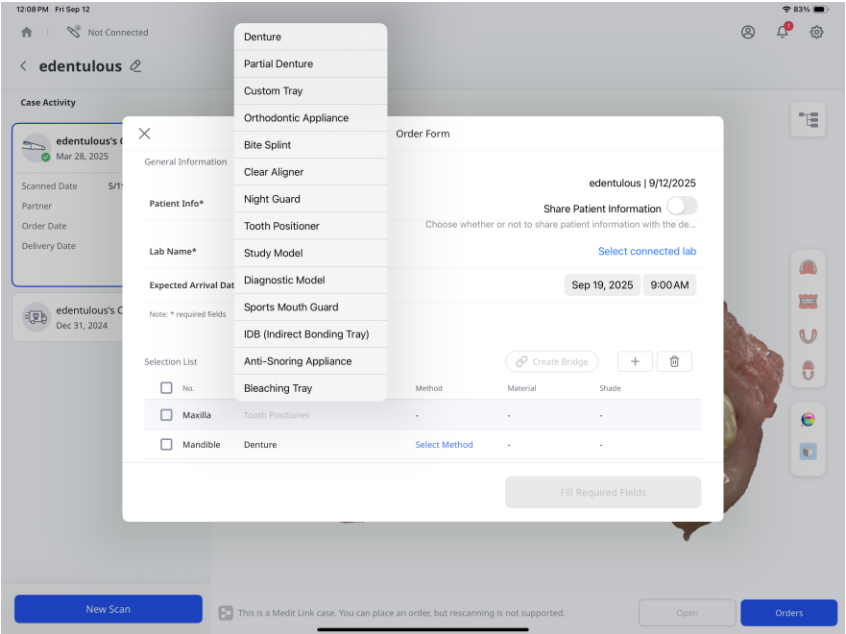 12:08 PM Fri Sep 12
83%
Not Connected
1
edentulous
Case Activity
edentulous's
Mar 28, 2025
Scanned Date
Partner
Order Date
Delivery Date
edentulous's
Dec 31, 2024
Denture
Partial Denture
Custom Tray
Orthodontic Appliance
Bite Splint
Clear Aligner
Night Guard
Tooth Positioner
Study Model
Diagnostic Model
Sports Mouth Guard
IDB (Indirect Bonding Tray)
Anti-Snoring Appliance
Bleaching Tray
Order Form
General Information
Patient Info*
edentulous | 9/12/2025
Share Patient Information
Choose whether or not to share patient information with the de...
Lab Name*
Select connected lab
Expected Arrival
Sep 19, 2025 9:00 AM
Note: * required fields
Selection List
Create Bridge
No. Method Material Shade
Maxilla Tooth Positioner - - -
Mandible Denture Select Method - -
Fill Required Fields
New Scan
This is a Medit Link case. You can place an order, but rescanning is not supported.
Open
Orders